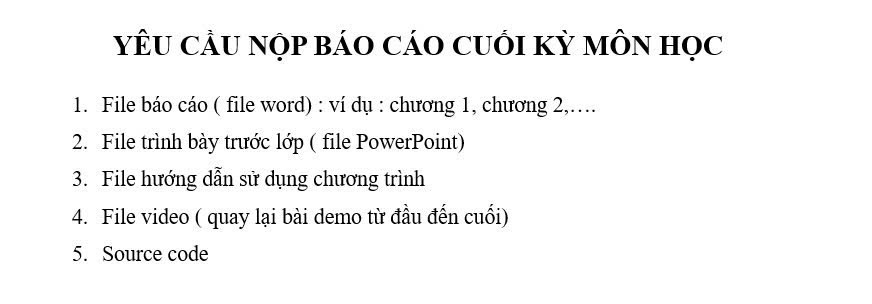 YÊU CẦU NỘP BÁO CÁO CUỐI KỲ MÔN HỌC
1. File báo cáo ( file word) : ví dụ : chương 1, chương 2,….
2. File trình bày trước lớp ( file PowerPoint)
3. File hướng dẫn sử dụng chương trình
4. File video ( quay lại bài demo từ đầu đến cuối)
5. Source code